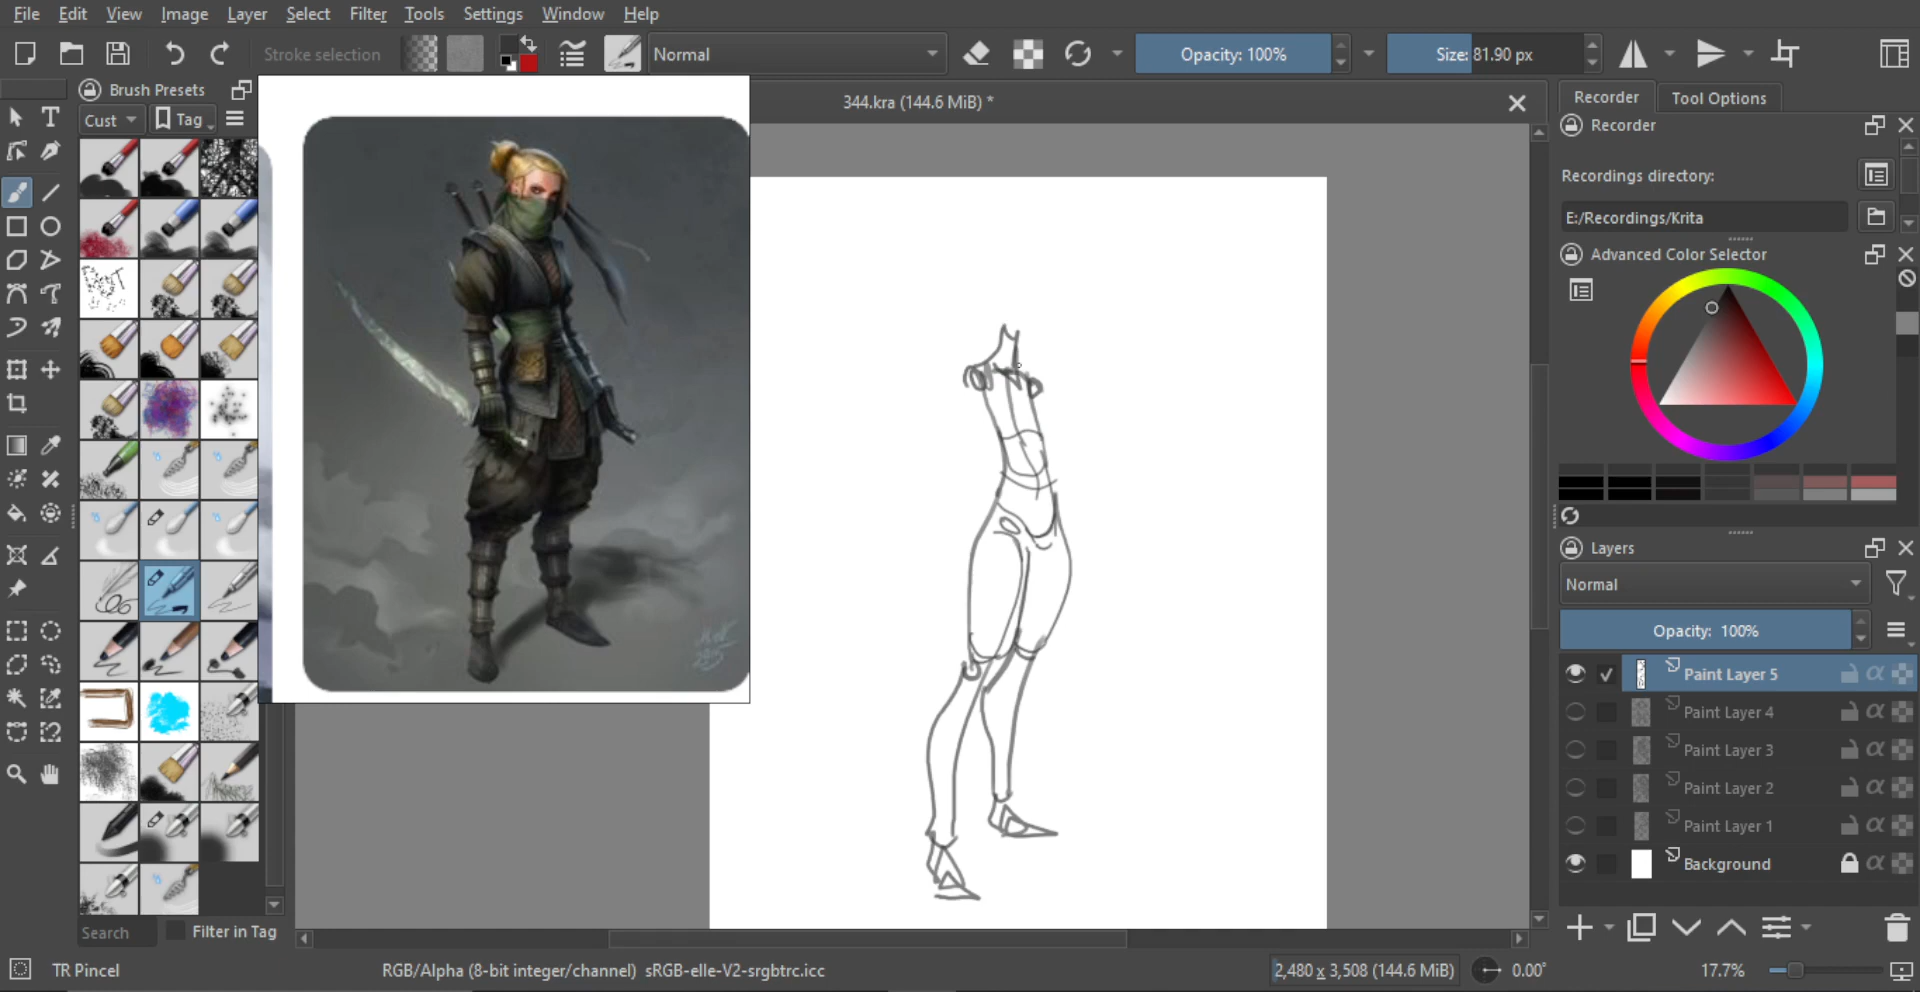 File Edit View Image Layer Select Filter Tools Settings Window Help
Stroke selection Normal Opacity: 100% Size: 81.90 px
Brush Presets
Cust Tag
344.kra (144.6 MiB) *
Recorder Tool Options
Recorder
Recordings directory:
E:/Recordings/Krita
Advanced Color Selector
Layers
Normal
Opacity: 100%
Paint Layer 5
Paint Layer 4
Paint Layer 3
Paint Layer 2
Paint Layer 1
Background
Search Filter in Tag
TR Pincel RGB/Alpha (8-bit integer/channel) sRGB-elle-V2-srgbtrc.icc 2,480 x 3,508 (144.6 MiB) 0.00° 17.7%